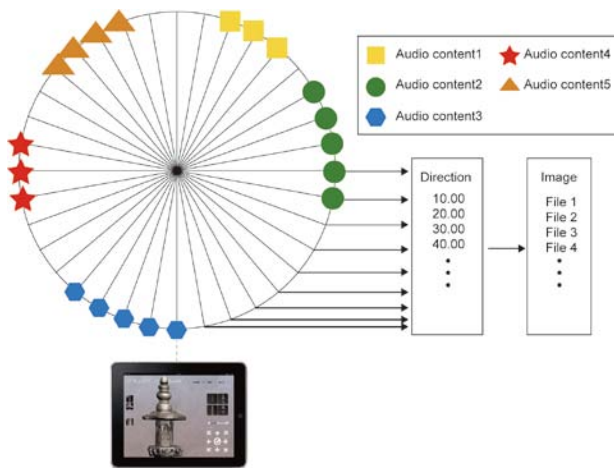 Audio content1
Audio content4
Audio content2
Audio content5
Audio content3
Direction
10.00
20.00
30.00
40.00
Image
File 1
File 2
File 3
File 4